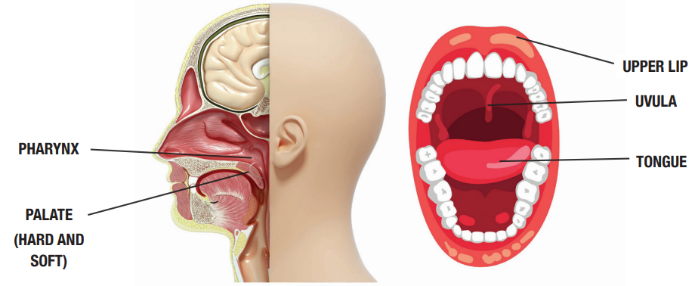 PHARYNX
PALATE
(HARD AND
SOFT)
UPPER LIP
UVULA
TONGUE